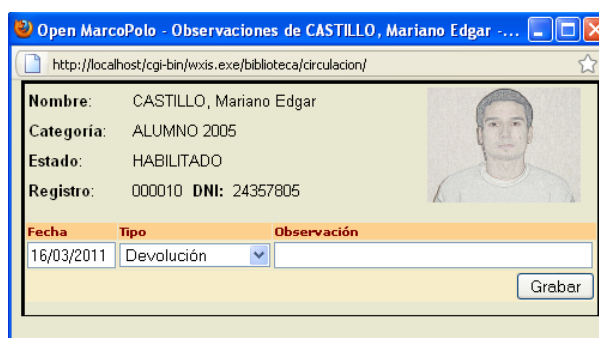 Open MarcoPolo - Observaciones de CASTILLO, Mariano Edgar -...
http://localhost/cgi-bin/wxis.exe/biblioteca/circulacion/
Nombre: CASTILLO, Mariano Edgar
Categoría: ALUMNO 2005
Estado: HABILITADO
Registro: 000010 DNI: 24357805
Fecha Tipo Observación
16/03/2011 Devolución
Grabar